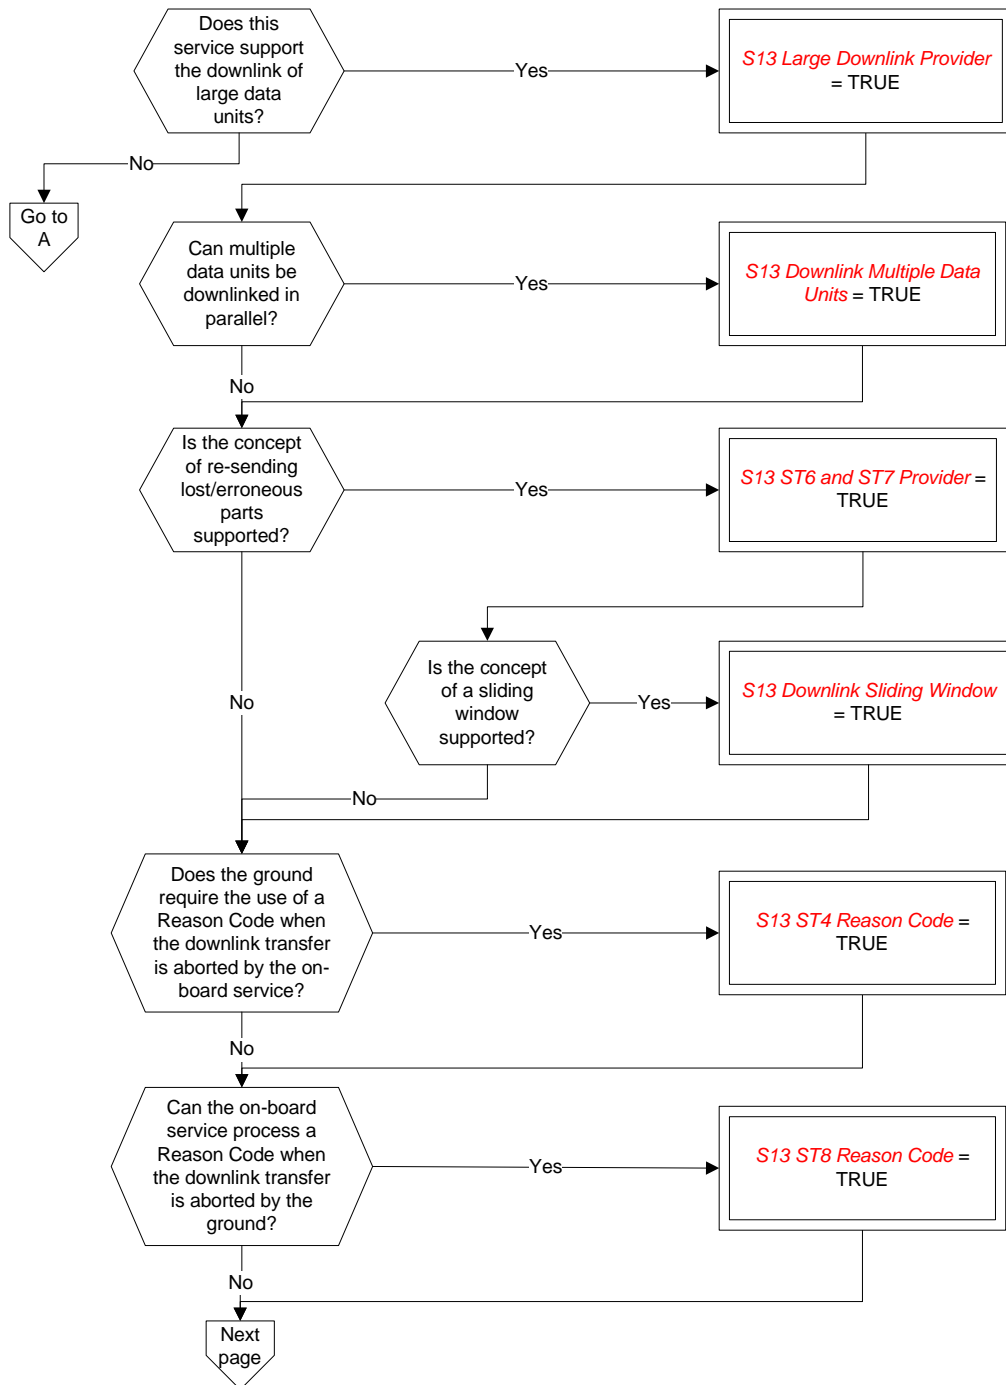 Does this
service support
the downlink of
large data
units?
Yes
S13 Large Downlink Provider
= TRUE
No
Go to
A
Can multiple
data units be
downlinked in
parallel?
Yes
S13 Downlink Multiple Data
Units = TRUE
No
Is the concept
of re-sending
lost/erroneous
parts
supported?
Yes
S13 ST6 and ST7 Provider =
TRUE
No
Is the concept
of a sliding
window
supported?
Yes
S13 Downlink Sliding Window
= TRUE
No
Does the ground
require the use of a
Reason Code when
the downlink transfer
is aborted by the on-
board service?
Yes
S13 ST4 Reason Code =
TRUE
No
Can the on-board
service process a
Reason Code when
the downlink transfer
is aborted by the
ground?
Yes
S13 ST8 Reason Code =
TRUE
No
Next
page